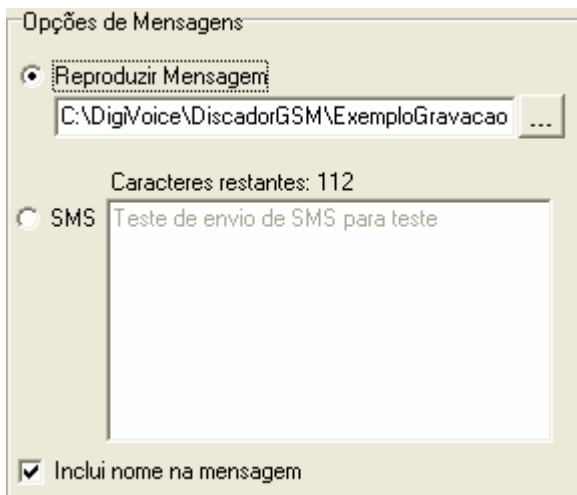 Opções de Mensagens
Reproduzir Mensagem
C:\DigiVoice\DiscadorGSM\ExemploGravacao
...
Caracteres restantes: 112
SMS
Teste de envio de SMS para teste
Inclui nome na mensagem